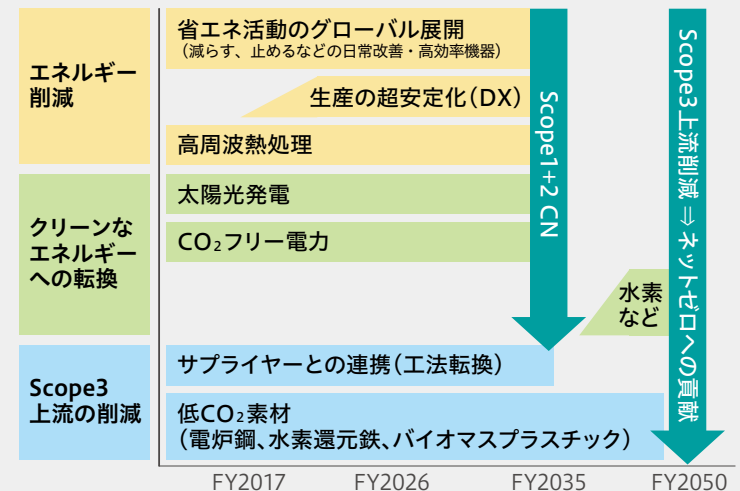 エネルギー
削減
省エネ活動のグローバル展開
（減らす、止めるなどの日常改善・高効率機器）
生産の超安定化（DX）
高周波熱処理
クリーンな
エネルギー
への転換
太陽光発電
CO₂フリー電力
水素
など
Scope3
上流の削減
サプライヤーとの連携（工法転換）
低CO₂素材
（電炉鋼、水素還元鉄、バイオマスプラスチック）
Scope1+2 CN
Scope3上流削減⇒ネットゼロへの貢献
FY2017
FY2026
FY2035
FY2050